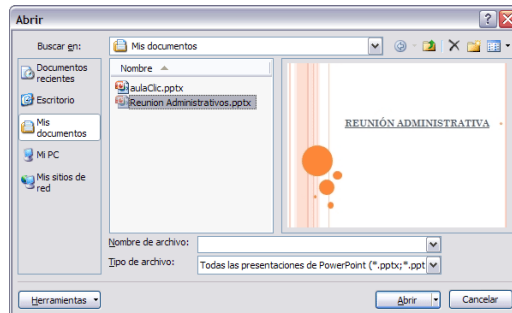 Abrir
Buscar en:
Mis documentos
Documentos
recientes
Escritorio
Mis
documentos
Mi PC
Mis sitios de
red
Nombre
aulaClic.pptx
Reunion Administrativos.pptx
REUNIÓN ADMINISTRATIVA
Nombre de archivo:
Tipo de archivo:
Todas las presentaciones de PowerPoint (*.pptx;*.ppt
Herramientas
Abrir
Cancelar